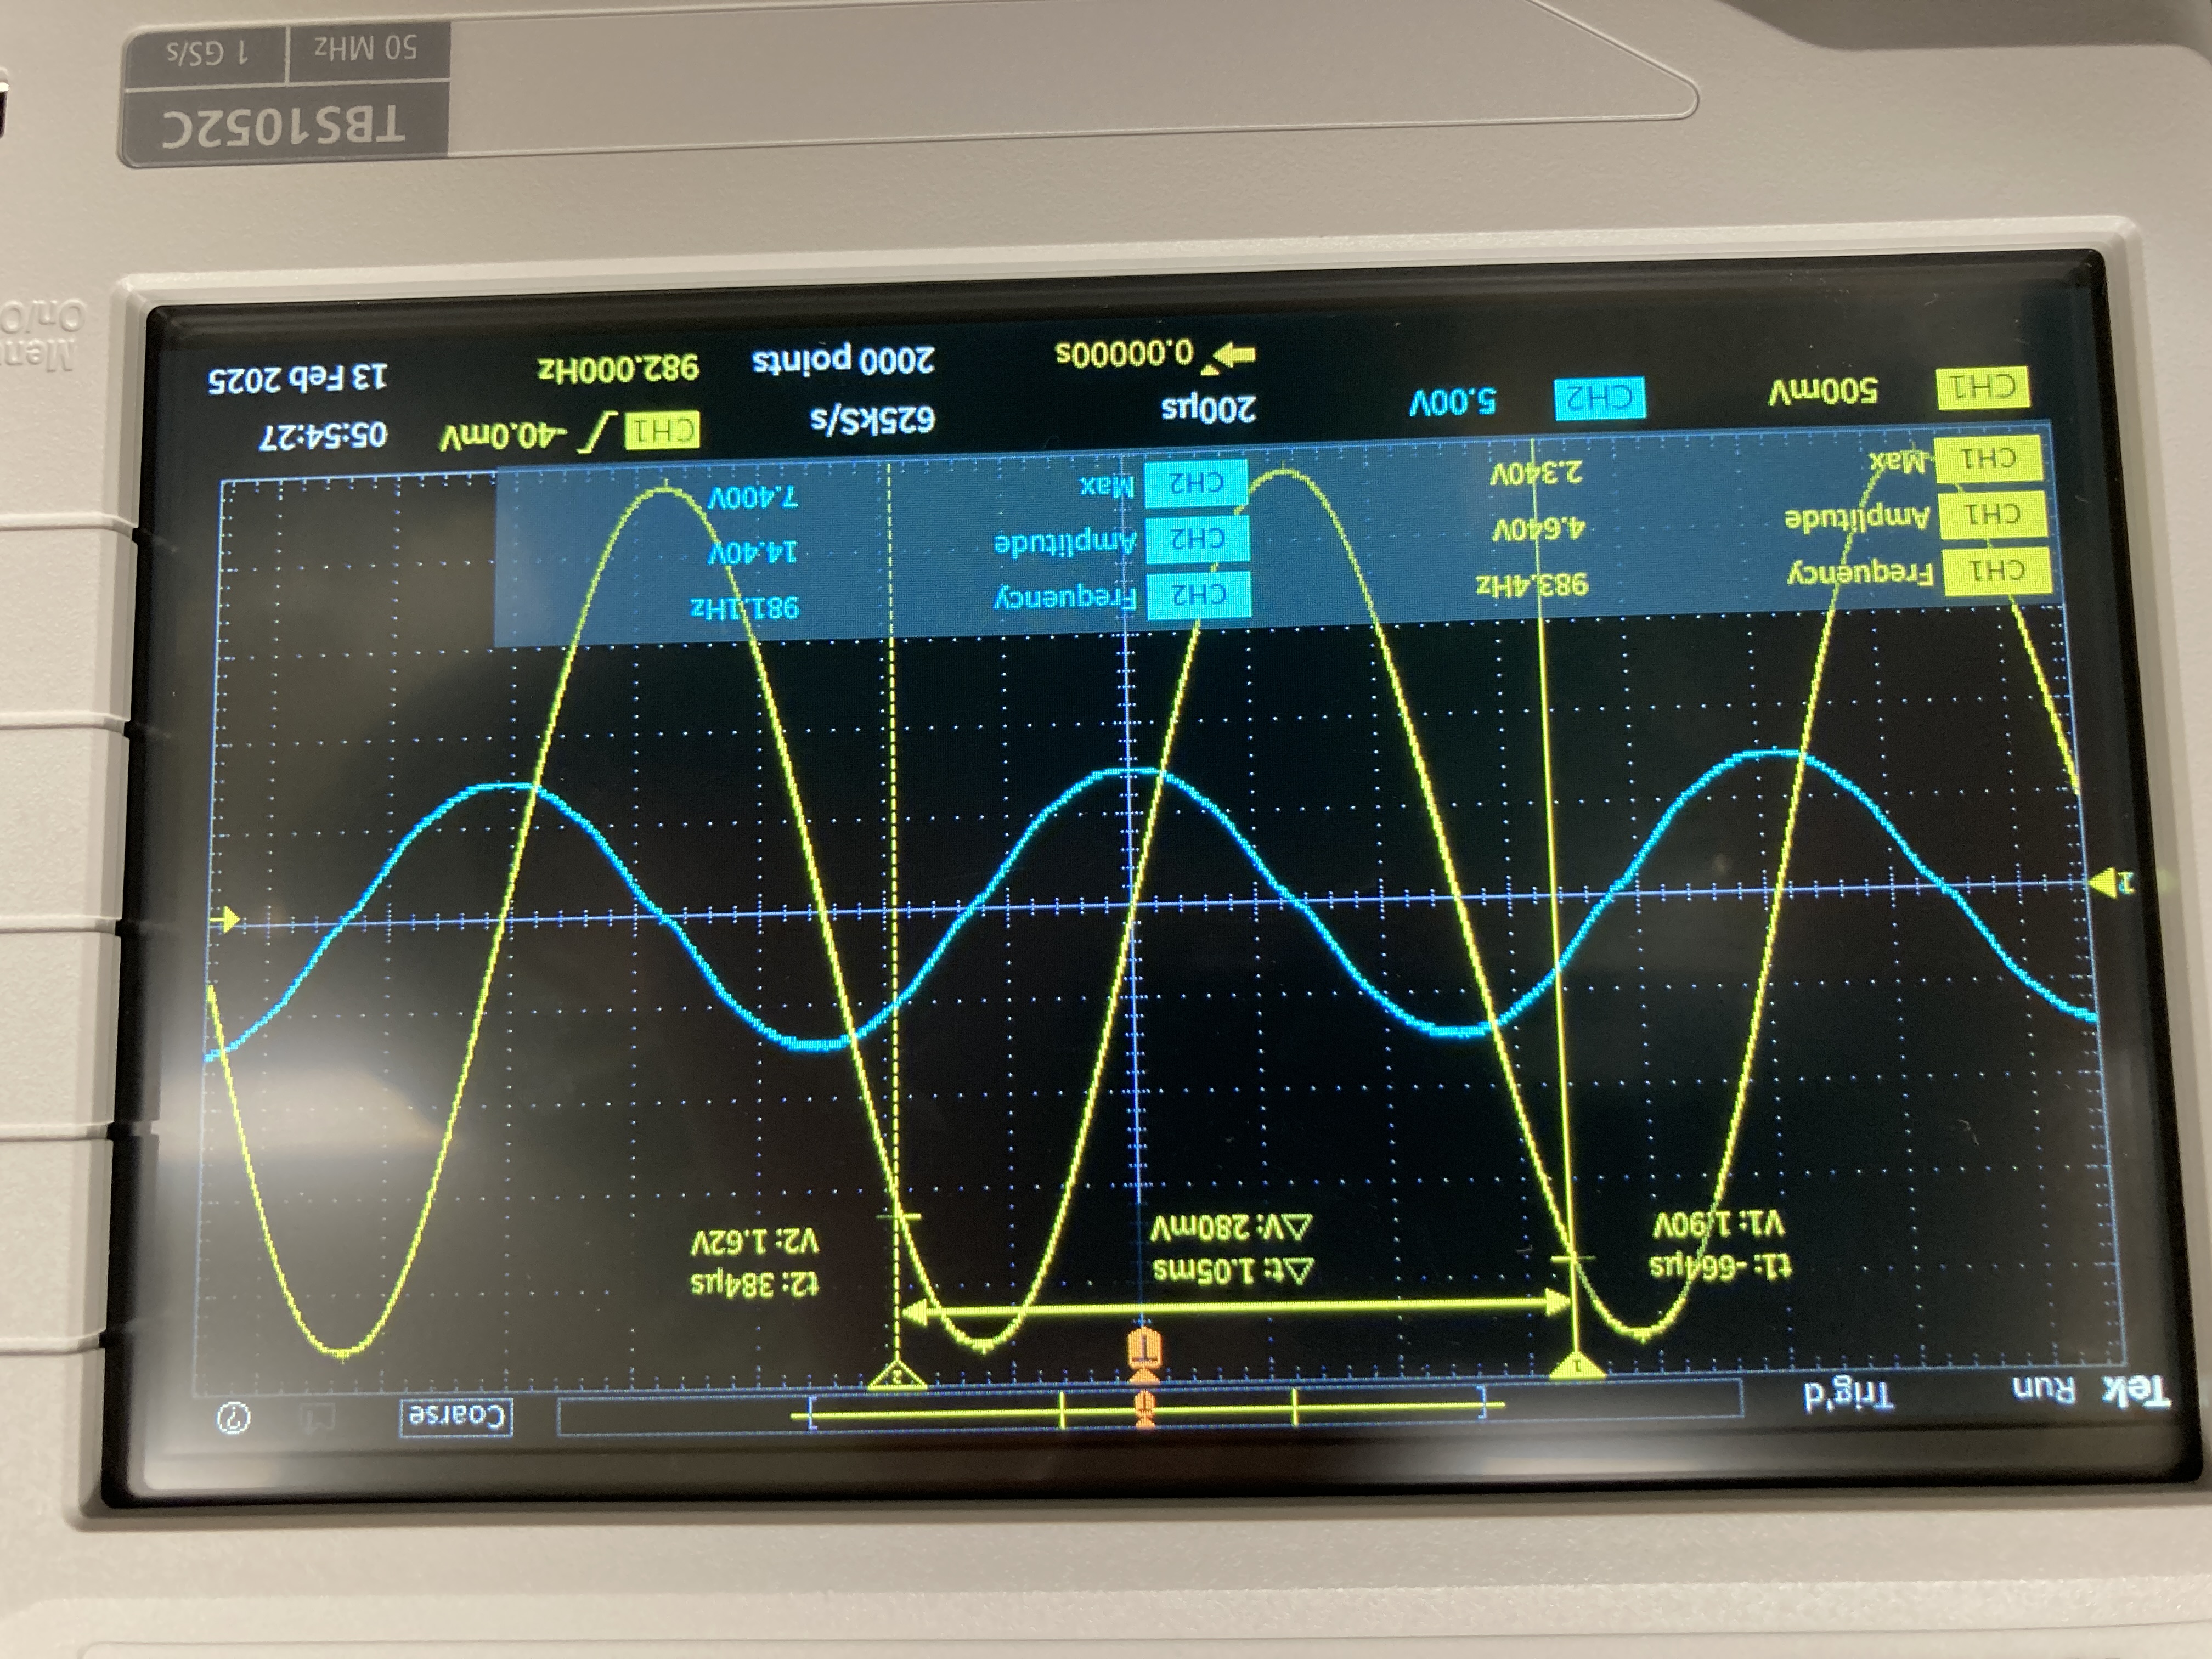 Tek Run Trig'd T Coarse ?
1 T 2
t1: -664µs △t: 1.05ms t2: 384µs
V1: 1.90V △V: 280mV V2: 1.62V
CH1 Frequency 983.4Hz CH2 Frequency 981.1Hz
CH1 Amplitude 4.640V CH2 Amplitude 14.40V
CH1 Max 2.340V CH2 Max 7.400V
CH1 500mV CH2 5.00V 200µs 625kS/s CH1 -40.0mV 05:54:27
0.00000s 2000 points 982.000Hz 13 Feb 2025
On/O
TBS1052C
50 MHz 1 GS/s